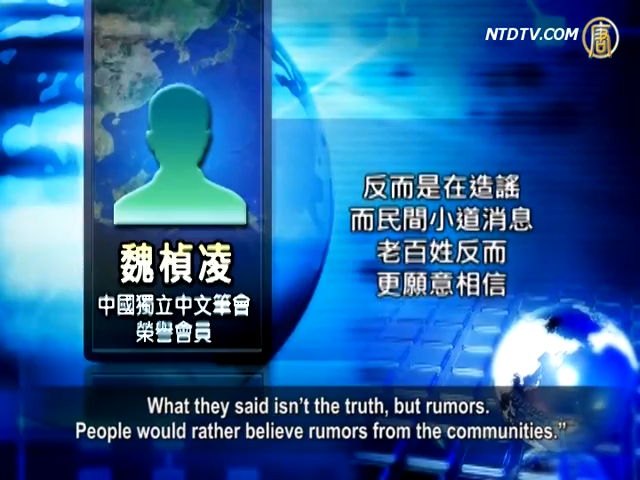 NTDTV.COM
唐
反而是在造謠
而民間小道消息
老百姓反而
更願意相信
魏楨凌
中國獨立中文筆會
榮譽會員
What they said isn't the truth, but rumors.
People would rather believe rumors from the communities.”